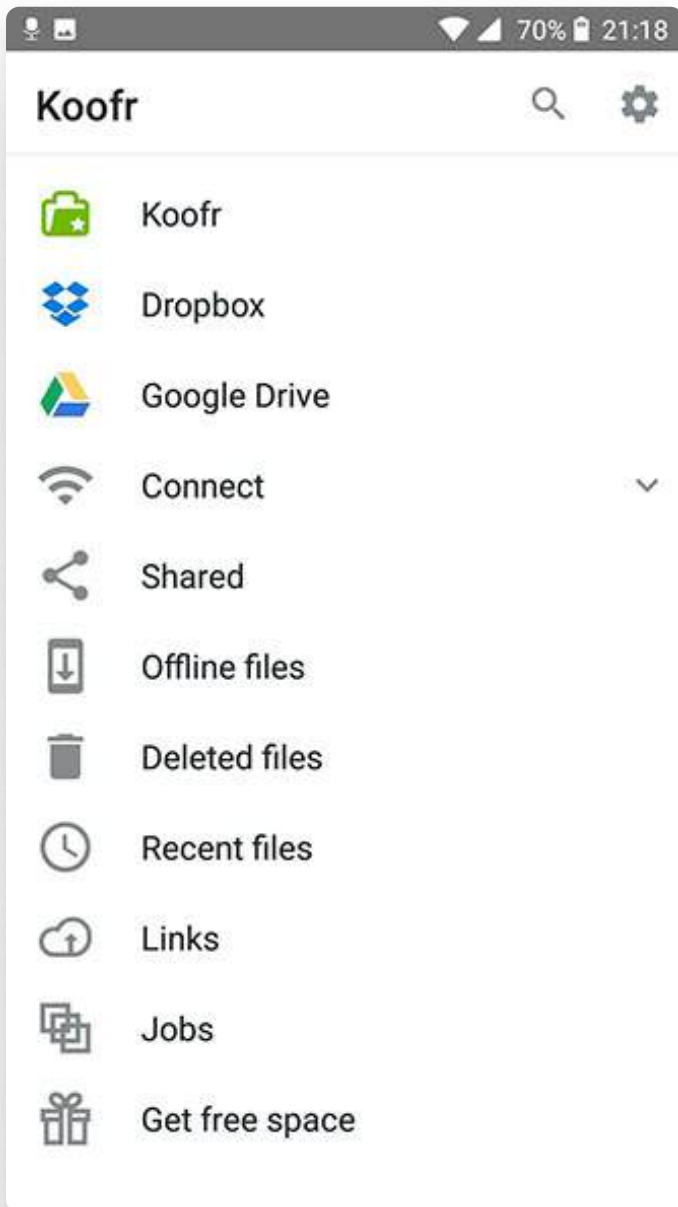 70% 21:18
Koofr
Koofr
Dropbox
Google Drive
Connect
Shared
Offline files
Deleted files
Recent files
Links
Jobs
Get free space